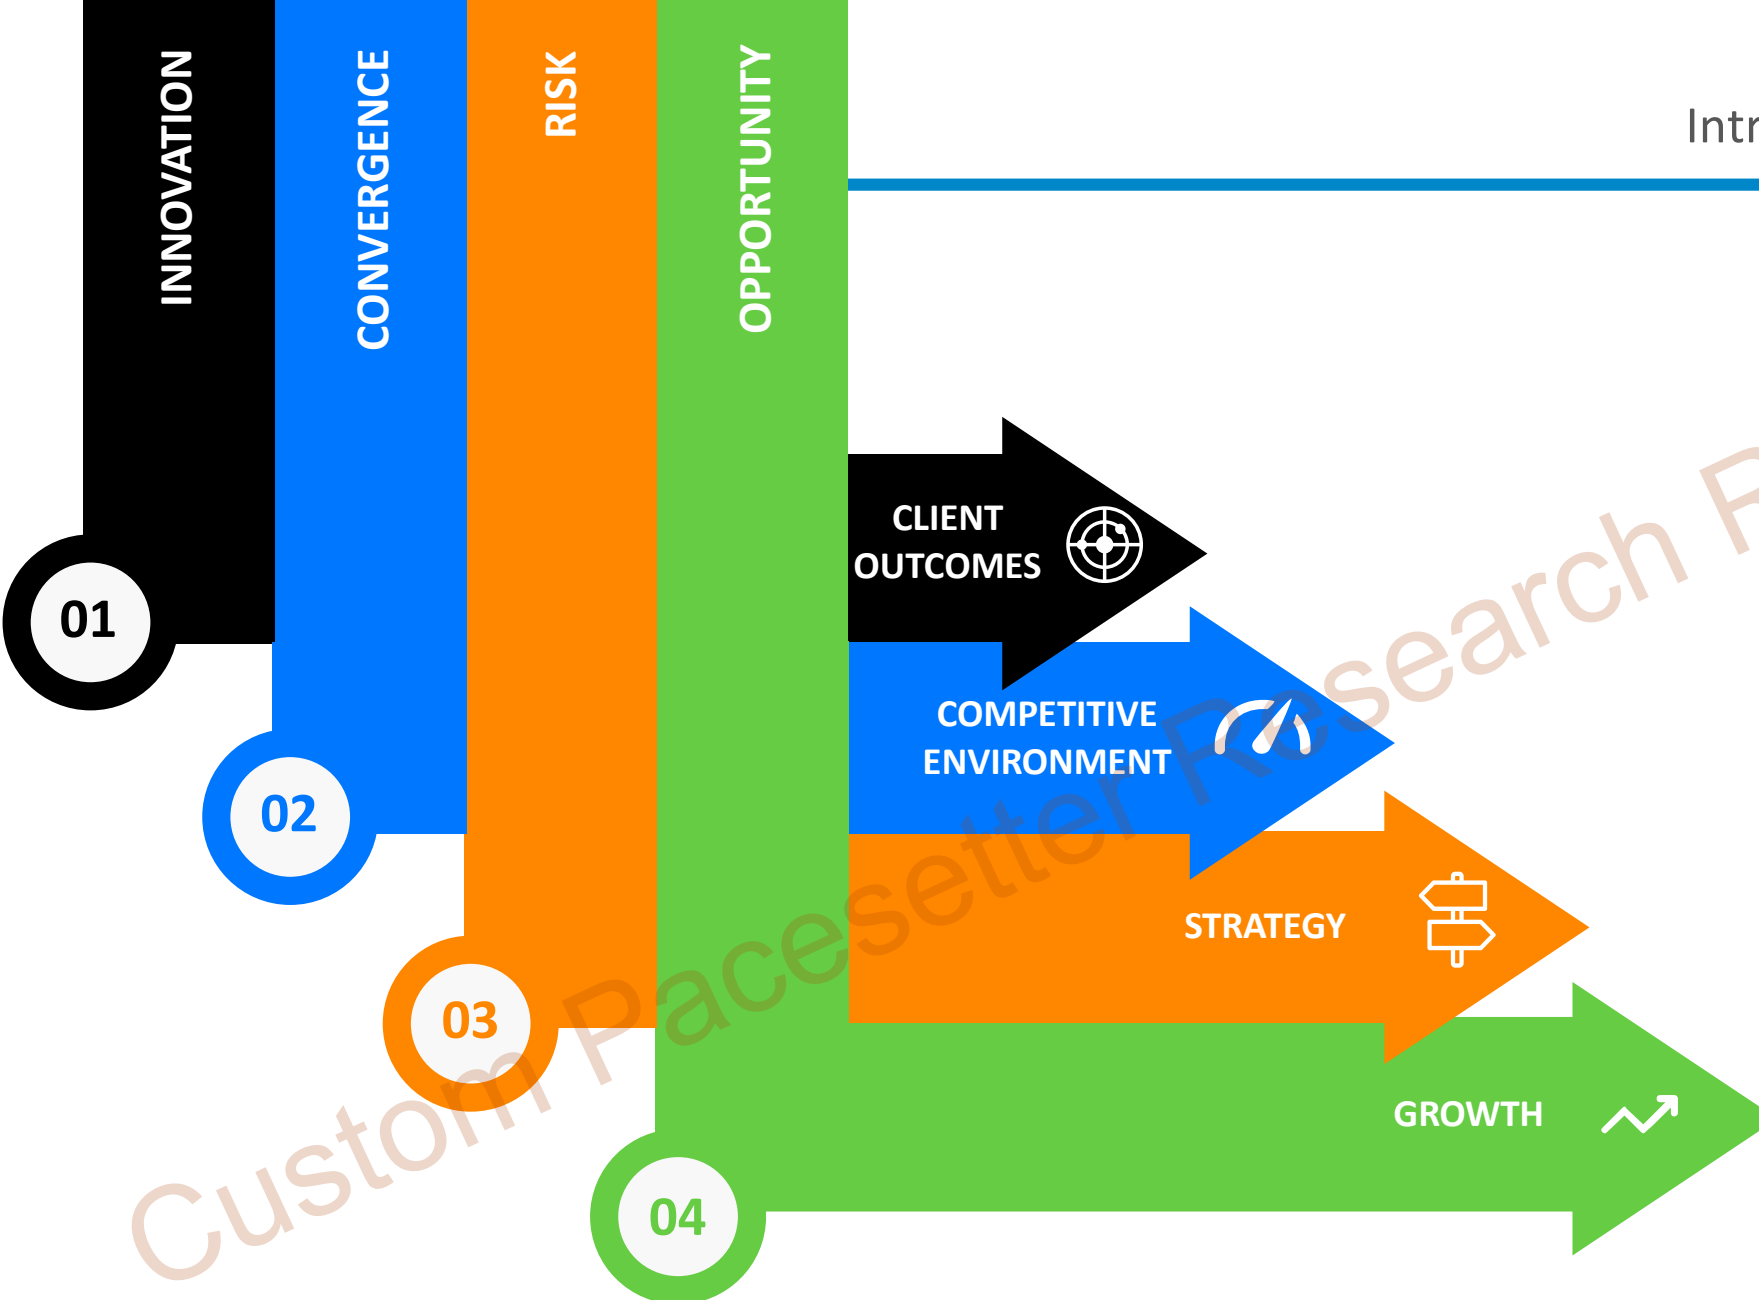 INNOVATION
CONVERGENCE
RISK
OPPORTUNITY
Intr
CLIENT
OUTCOMES
01
COMPETITIVE
ENVIRONMENT
02
STRATEGY
03
GROWTH
04
Custom Pacesetter Research R